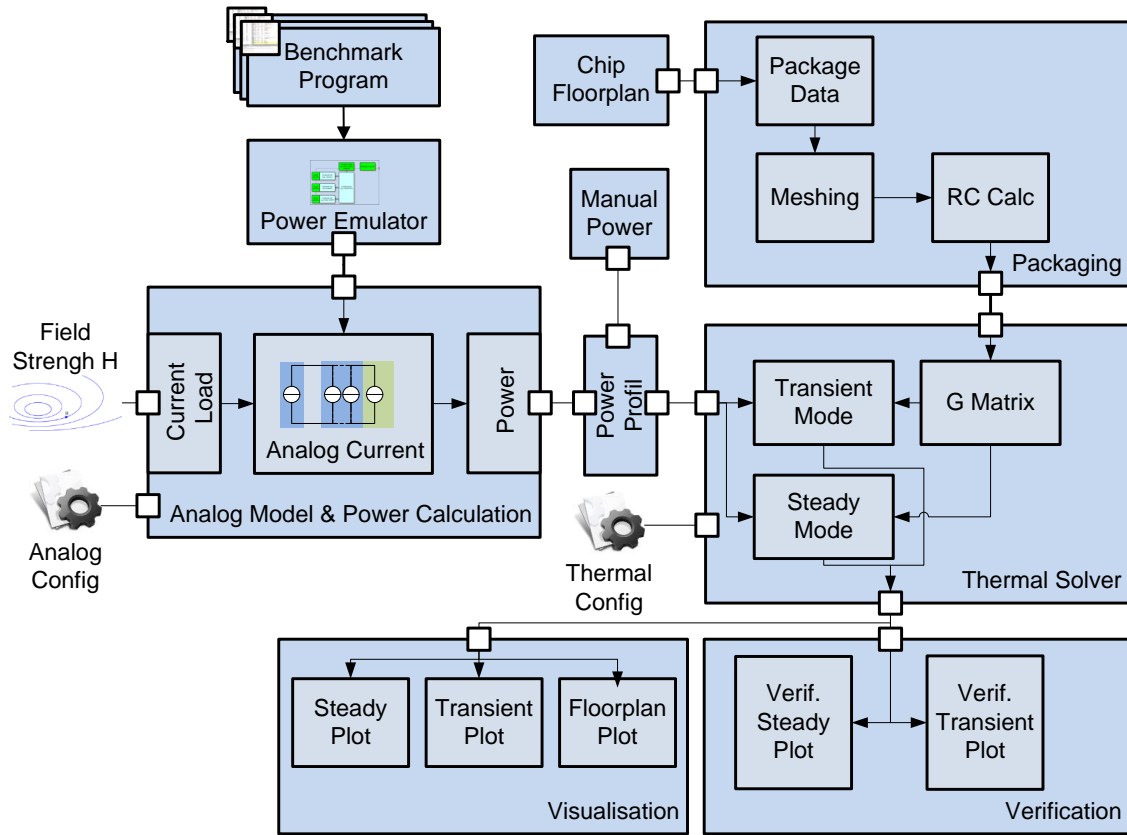 Benchmark
Program
Power Emulator
Chip
Floorplan
Package
Data
Meshing
RC Calc
Packaging
Manual
Power
Field
Strengh H
Current
Load
Analog Current
Power
Analog Model & Power Calculation
Analog
Config
Power
Profil
Thermal
Config
Transient
Mode
G Matrix
Steady
Mode
Thermal Solver
Steady
Plot
Transient
Plot
Floorplan
Plot
Visualisation
Verif.
Steady
Plot
Verif.
Transient
Plot
Verification